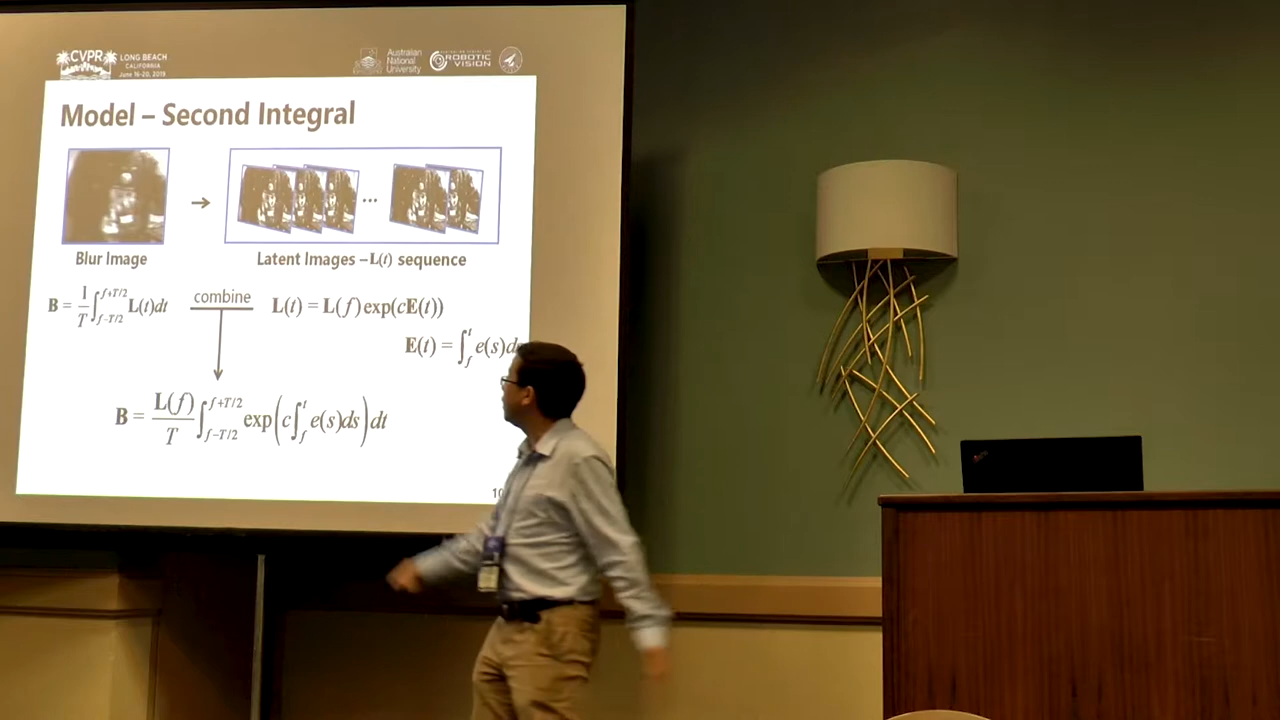 CVPR
LONG BEACH
CALIFORNIA
June 16-20, 2019
Australian
National
University
ROBOTIC
VISION
Model – Second Integral
...
Blur Image
Latent Images –L(t) sequence
B = 1/T ∫_{f−T/2}^{f+T/2} L(t)dt
combine
L(t) = L(f) exp(cE(t))
E(t) = ∫_f^t e(s)d
B = L(f)/T ∫_{f−T/2}^{f+T/2} exp(c∫_f^t e(s)ds)dt
10